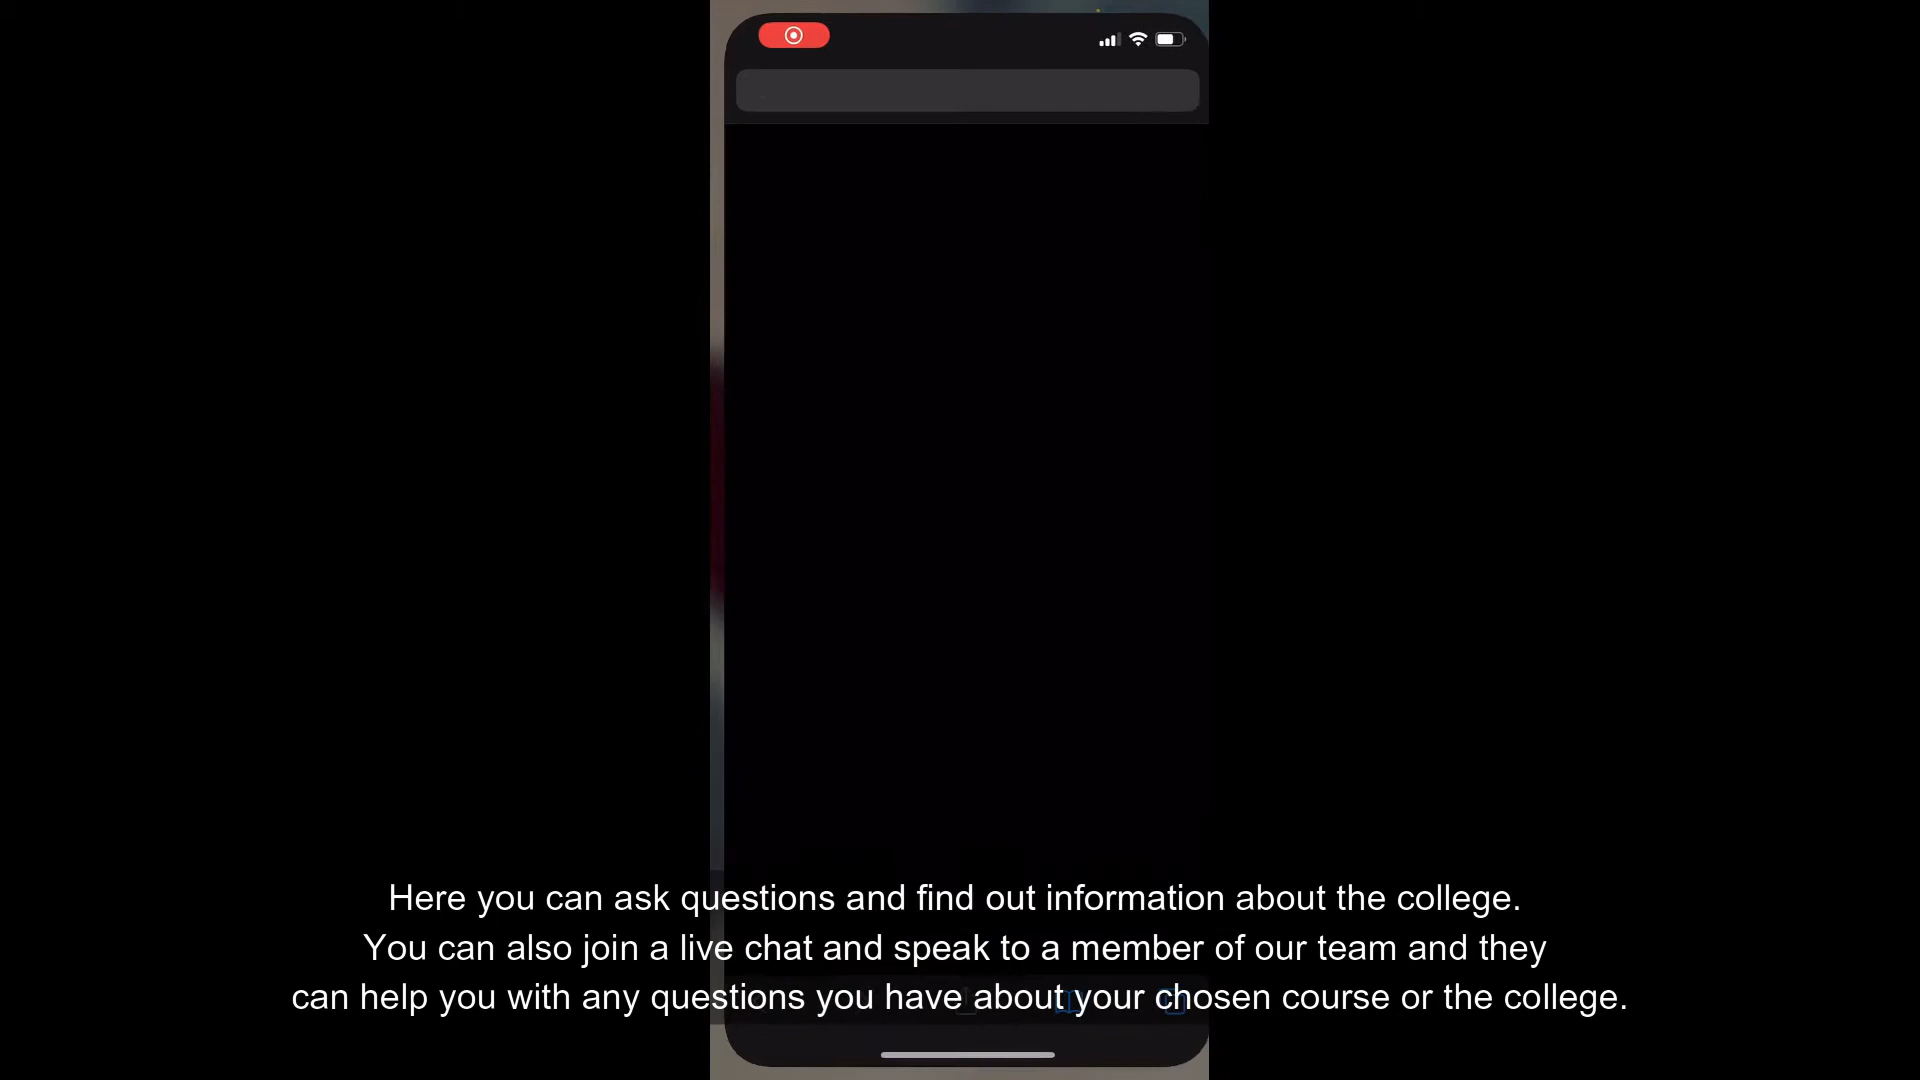 Here you can ask questions and find out information about the college.
You can also join a live chat and speak to a member of our team and they
can help you with any questions you have about your chosen course or the college.